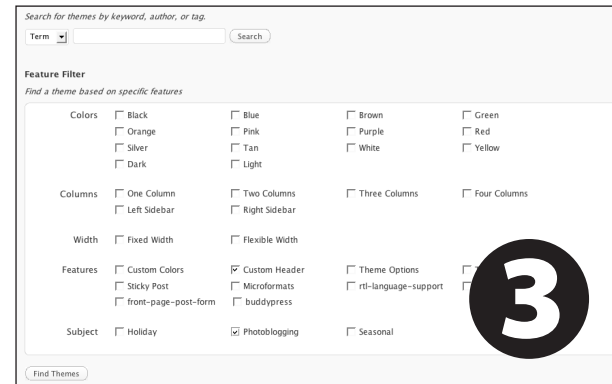 Search for themes by keyword, author, or tag.
Term Search
Feature Filter
Find a theme based on specific features
Colors Black Blue Brown Green
Orange Pink Purple Red
Silver Tan White Yellow
Dark Light
Columns One Column Two Columns Three Columns Four Columns
Left Sidebar Right Sidebar
Width Fixed Width Flexible Width
Features Custom Colors Custom Header Theme Options
Sticky Post Microformats rtl-language-support
front-page-post-form buddypress
Subject Holiday Photoblogging Seasonal
3
Find Themes